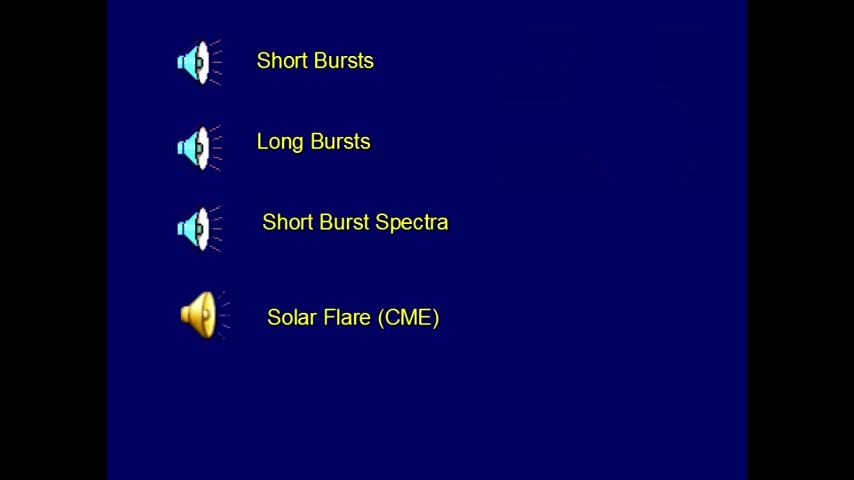 Short Bursts
Long Bursts
Short Burst Spectra
Solar Flare (CME)